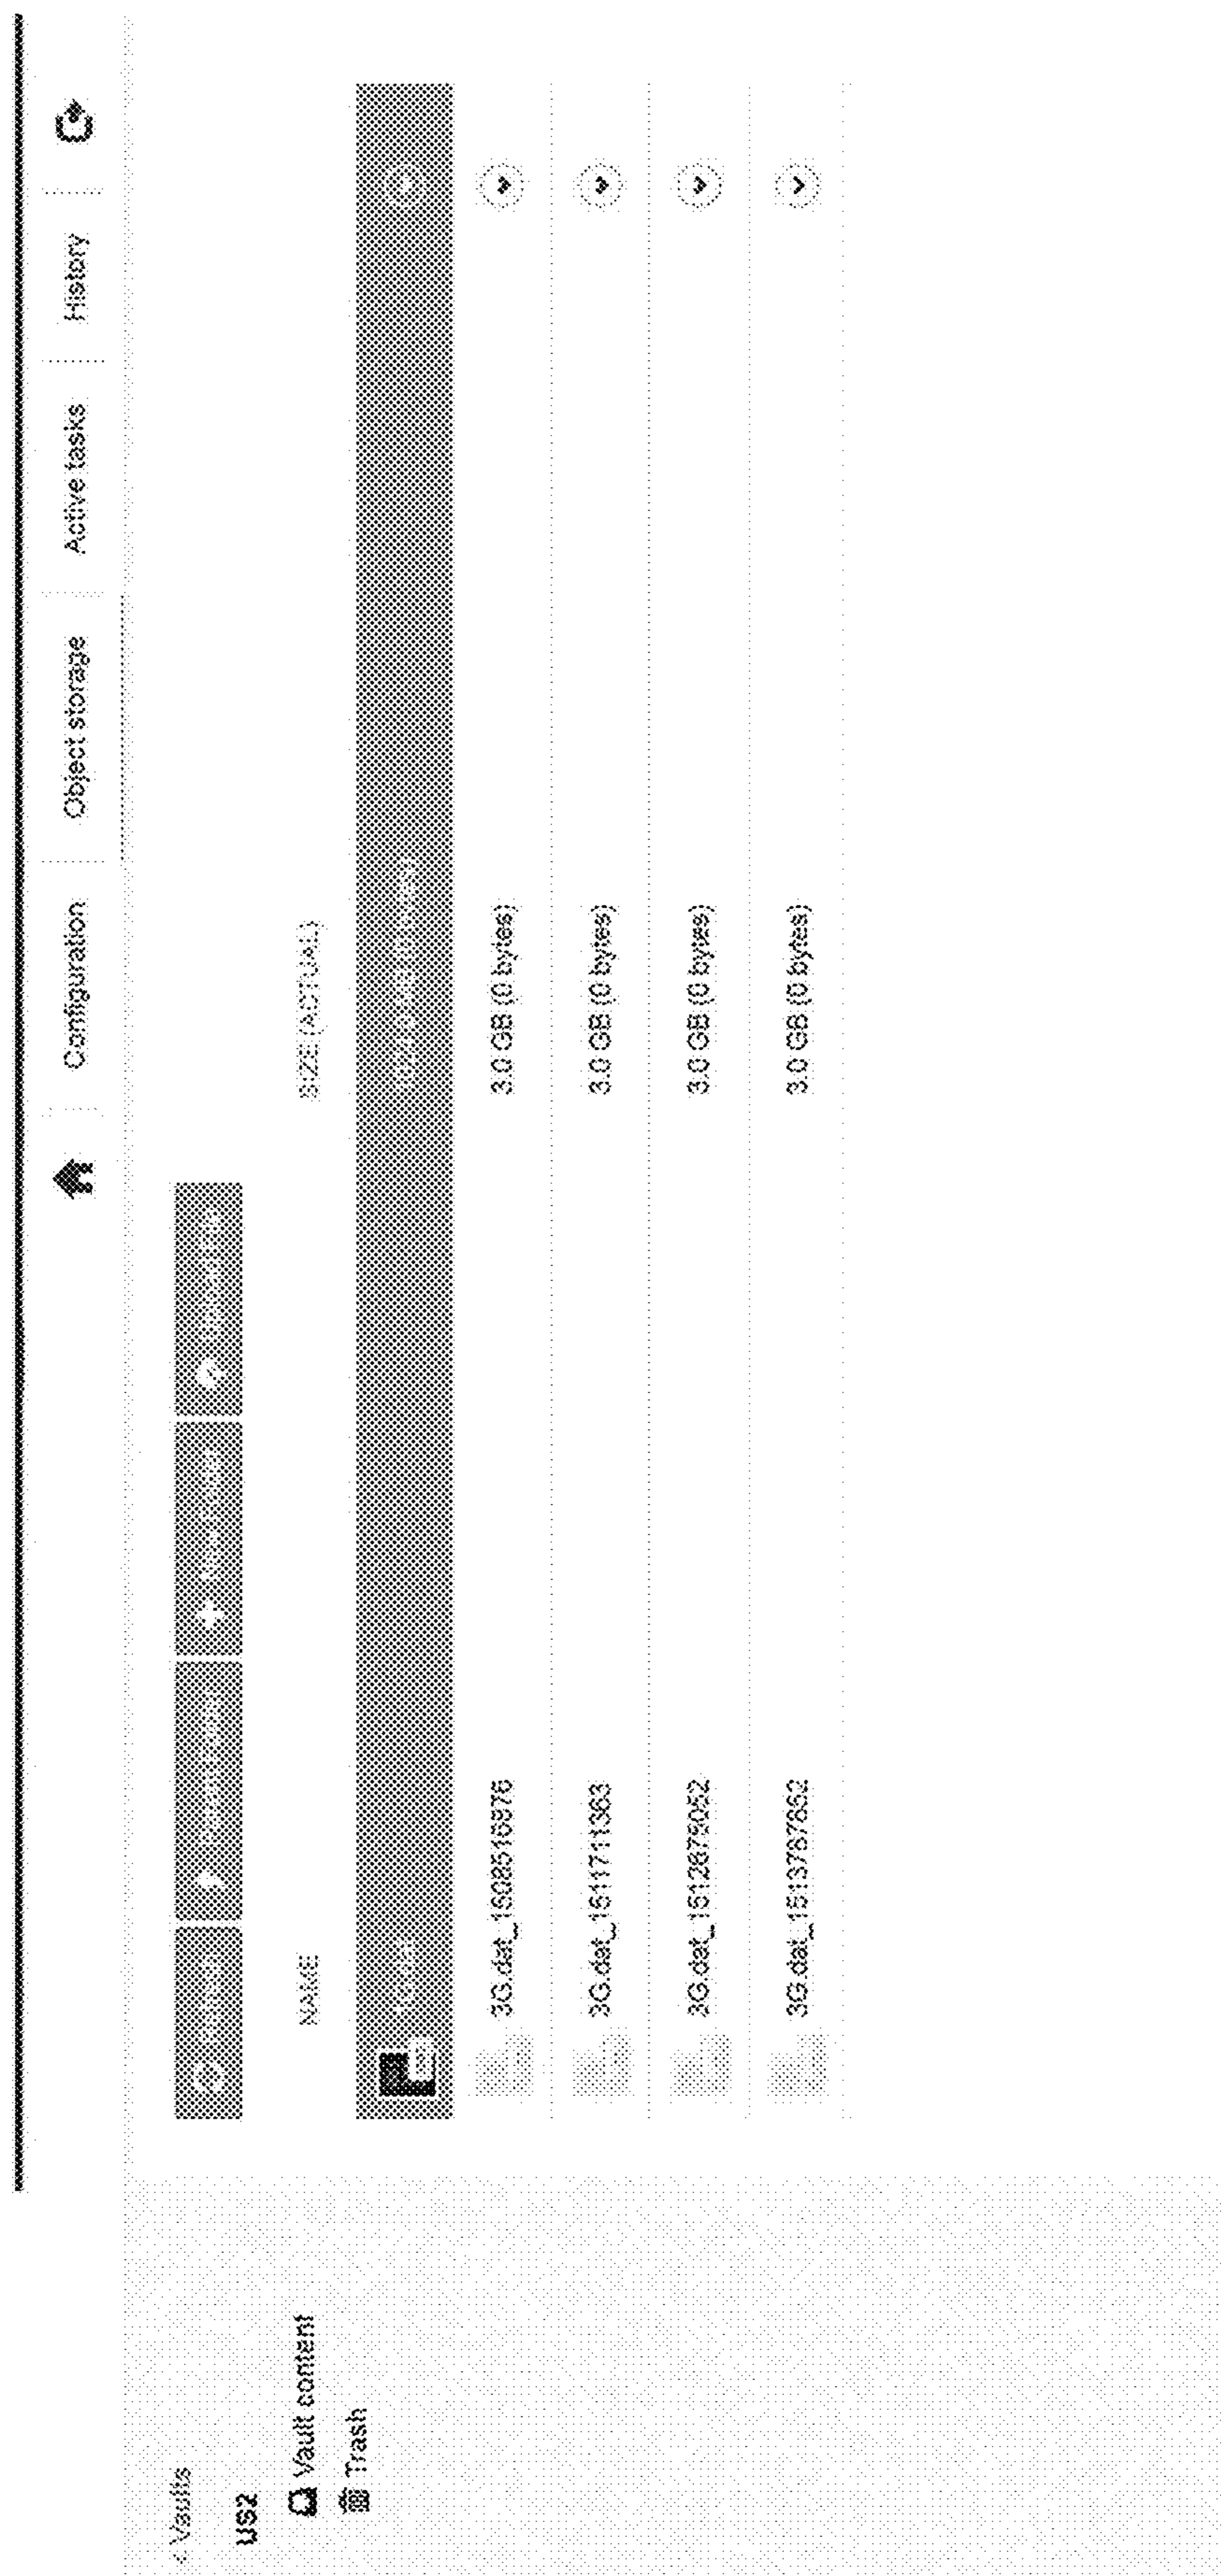 Configuration
Object storage
Active tasks
History
< Vaults
US2
Vault content
Trash
NAME
SIZE (ACTUAL)
3G.dat_1508516976 3.0 GB (0 bytes)
3G.dat_1511711363 3.0 GB (0 bytes)
3G.dat_1512879052 3.0 GB (0 bytes)
3G.dat_1513787652 3.0 GB (0 bytes)